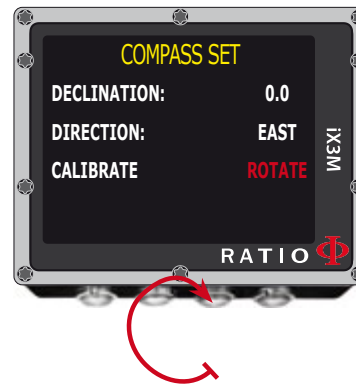 COMPASS SET
DECLINATION: 0.0
DIRECTION: EAST
CALIBRATE ROTATE
iX3M
RATIO